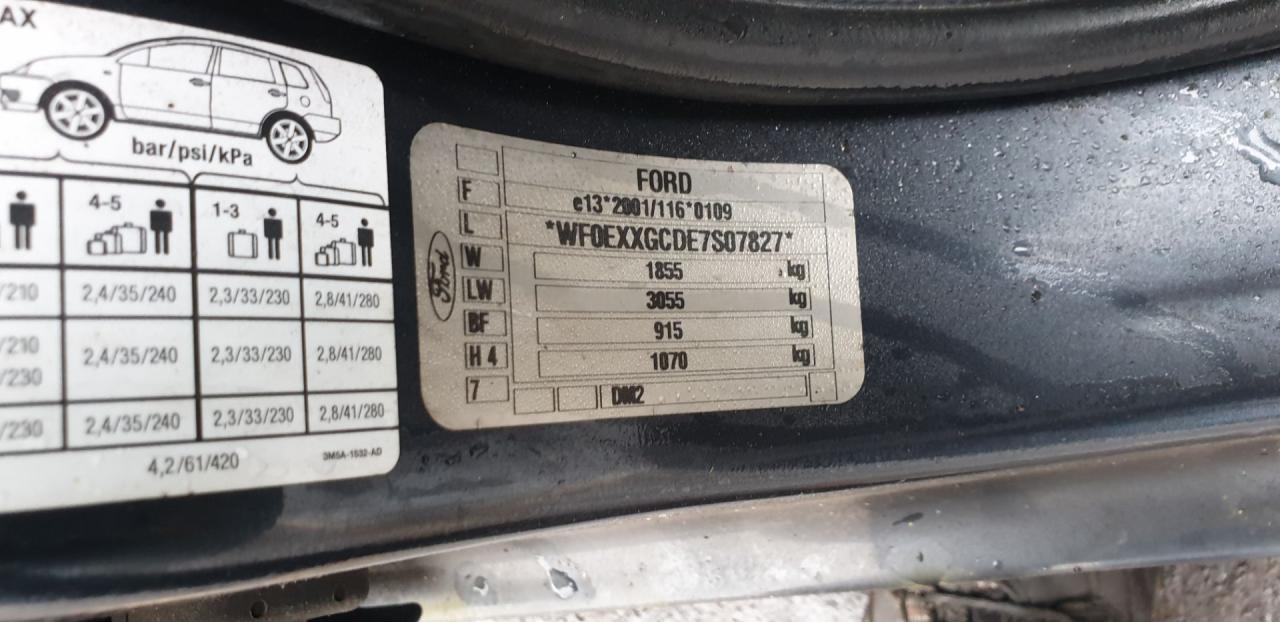 AX
bar/psi/kPa
4-5
1-3
4-5
/210
2,4/35/240
2,3/33/230
2,8/41/280
/210
/230
2,4/35/240
2,3/33/230
2,8/41/280
/230
2,4/35/240
2,3/33/230
2,8/41/280
4,2/61/420
3M5A-1532-AD
Ford
FORD
F
e13*2001/116*0109
L
*WF0EXXGCDE7S07827*
W
1855 kg
LW
3055 kg
BF
915 kg
H 4
1070 kg
7
DM2